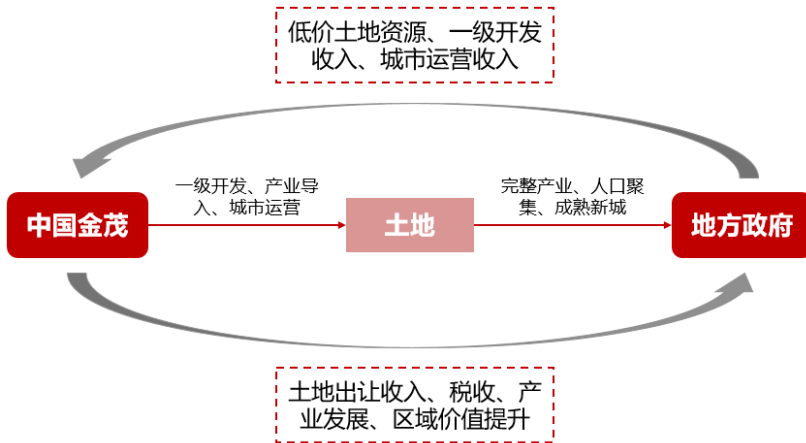 低价土地资源、一级开发
收入、城市运营收入
一级开发、产业导
入、城市运营
完整产业、人口聚
集、成熟新城
中国金茂
土地
地方政府
土地出让收入、税收、产
业发展、区域价值提升